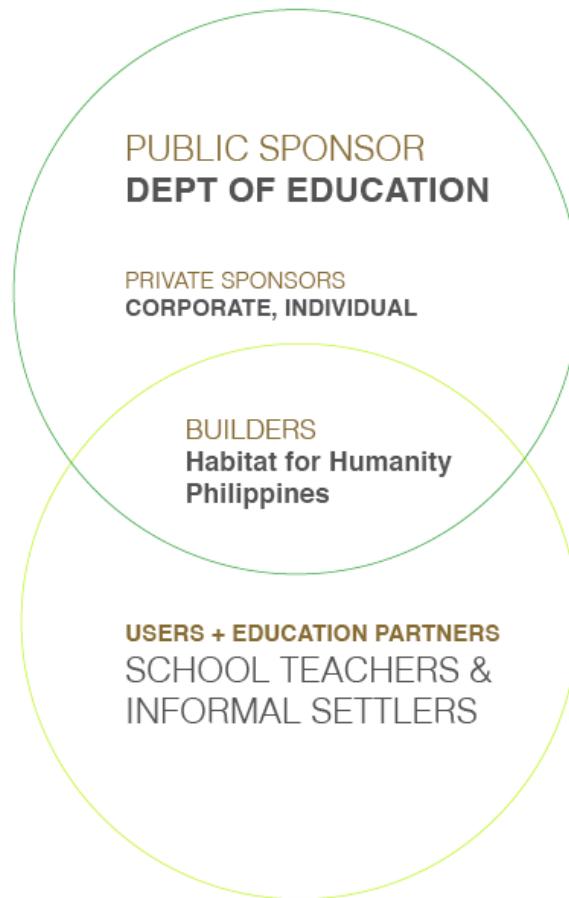 PUBLIC SPONSOR
DEPT OF EDUCATION
PRIVATE SPONSORS
CORPORATE, INDIVIDUAL
BUILDERS
Habitat for Humanity
Philippines
USERS + EDUCATION PARTNERS
SCHOOL TEACHERS &
INFORMAL SETTLERS